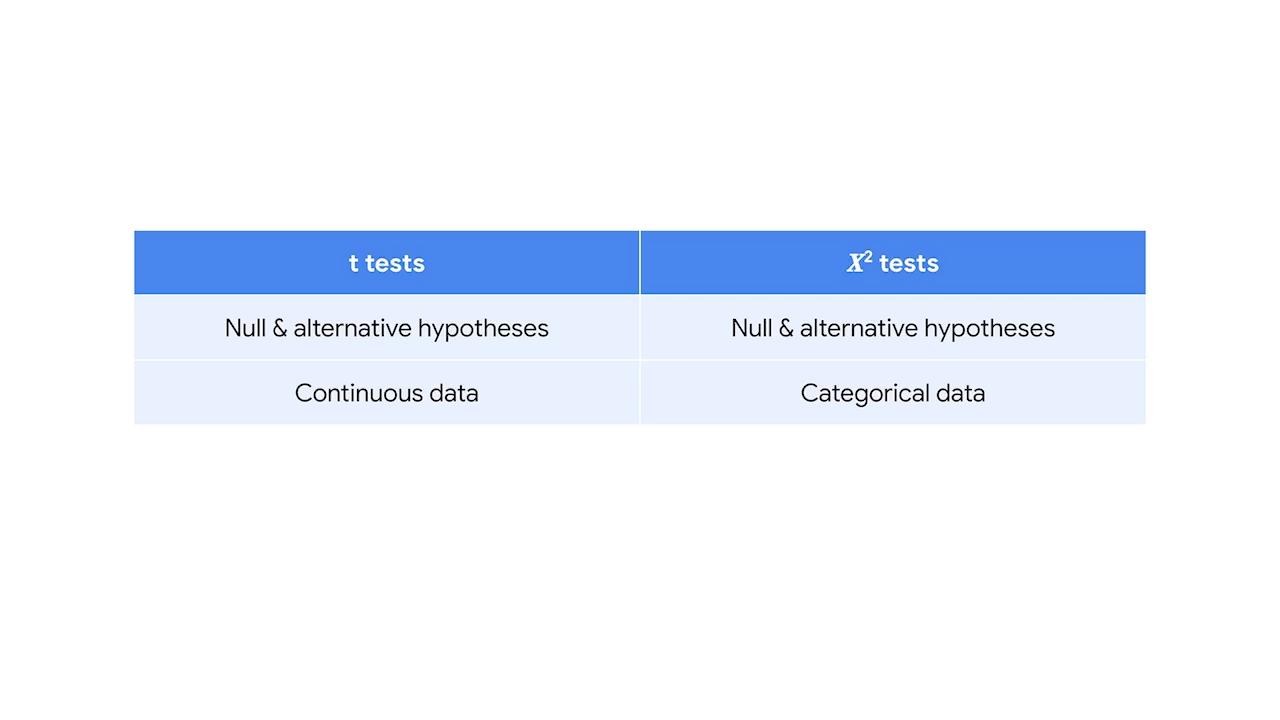 t tests
X² tests
Null & alternative hypotheses
Null & alternative hypotheses
Continuous data
Categorical data